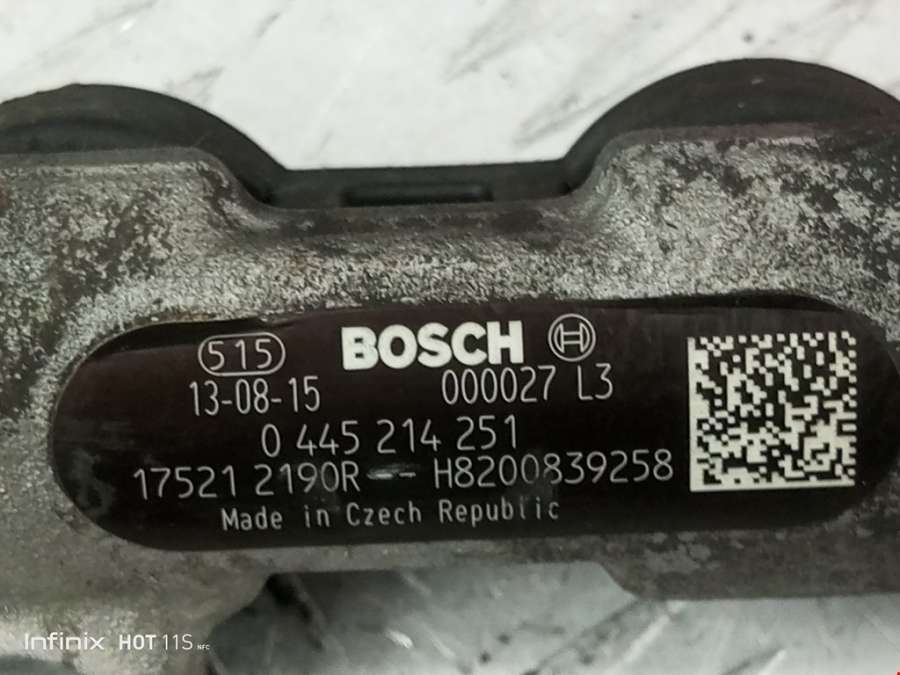 515 BOSCH
13-08-15 000027 L3
0 445 214 251
17521 2190R -- H8200839258
Made in Czech Republic
Infinix HOT 11S NFC